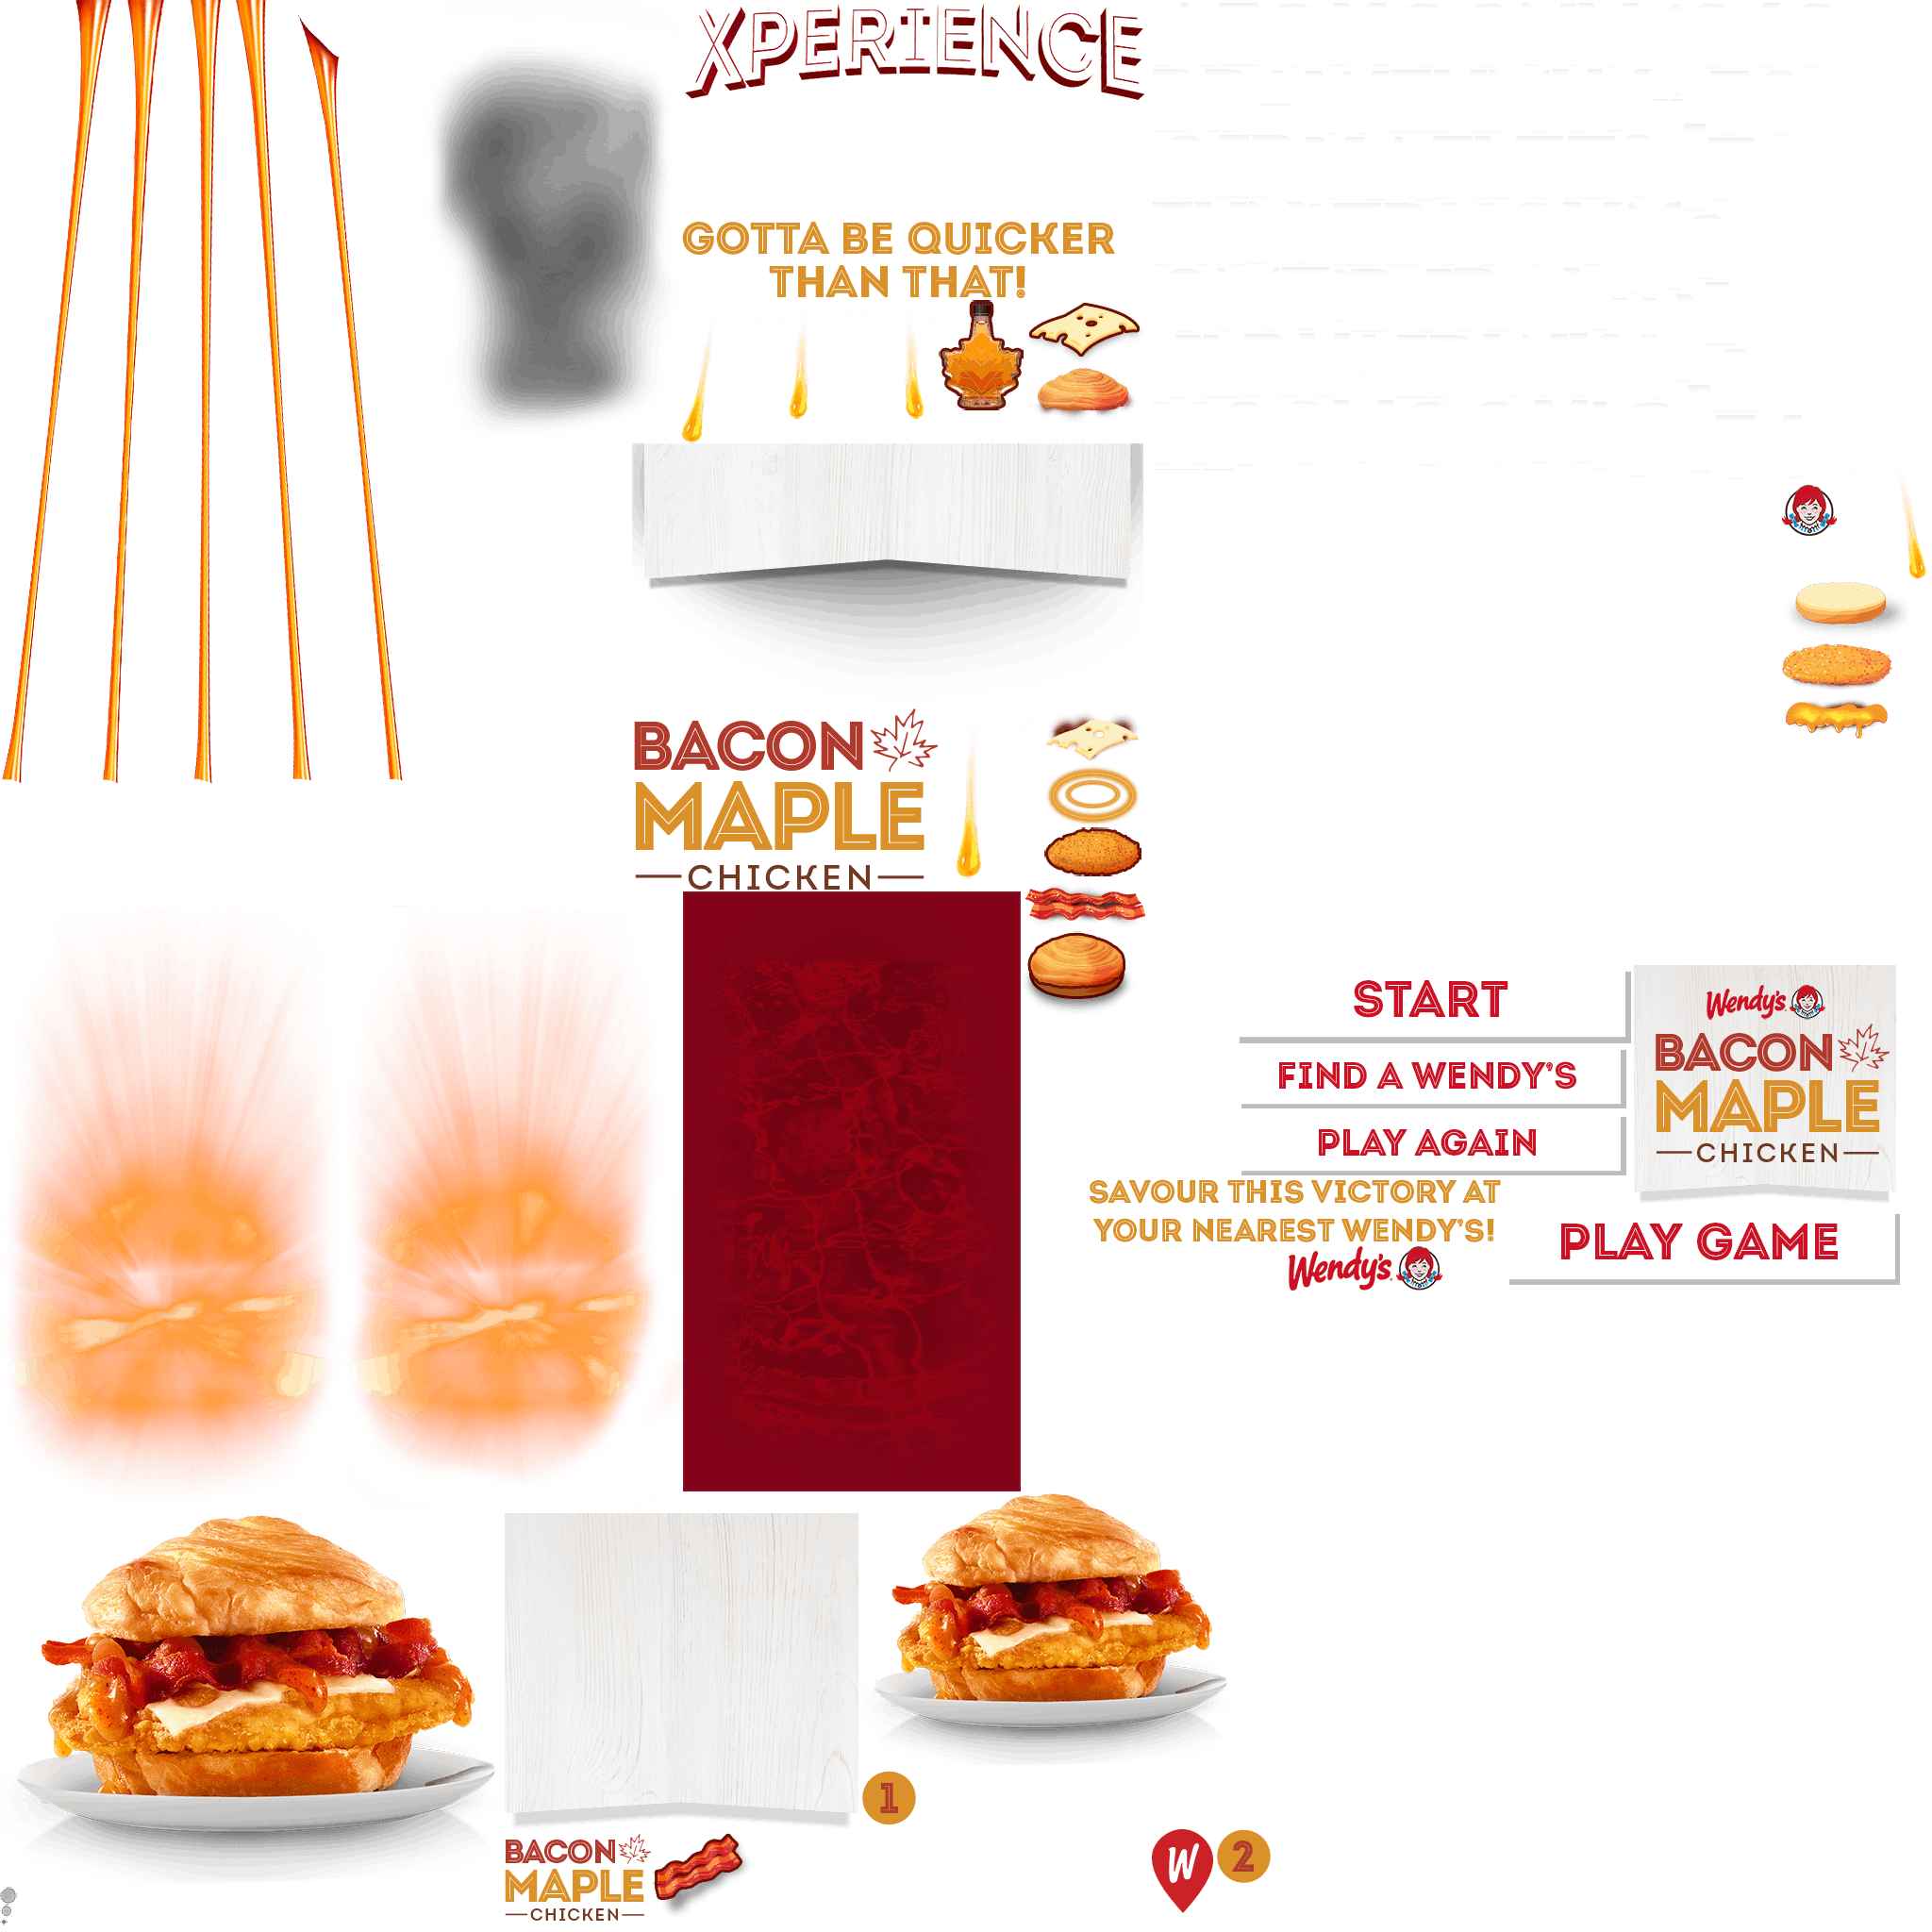 XPERIENCE
GOTTA BE QUICKER
THAN THAT!
BACON
MAPLE
CHICKEN
START
FIND A WENDY'S
PLAY AGAIN
Wendy's
BACON
MAPLE
CHICKEN
SAVOUR THIS VICTORY AT
YOUR NEAREST WENDY'S!
Wendy's
PLAY GAME
1
BACON
MAPLE
CHICKEN
W
2